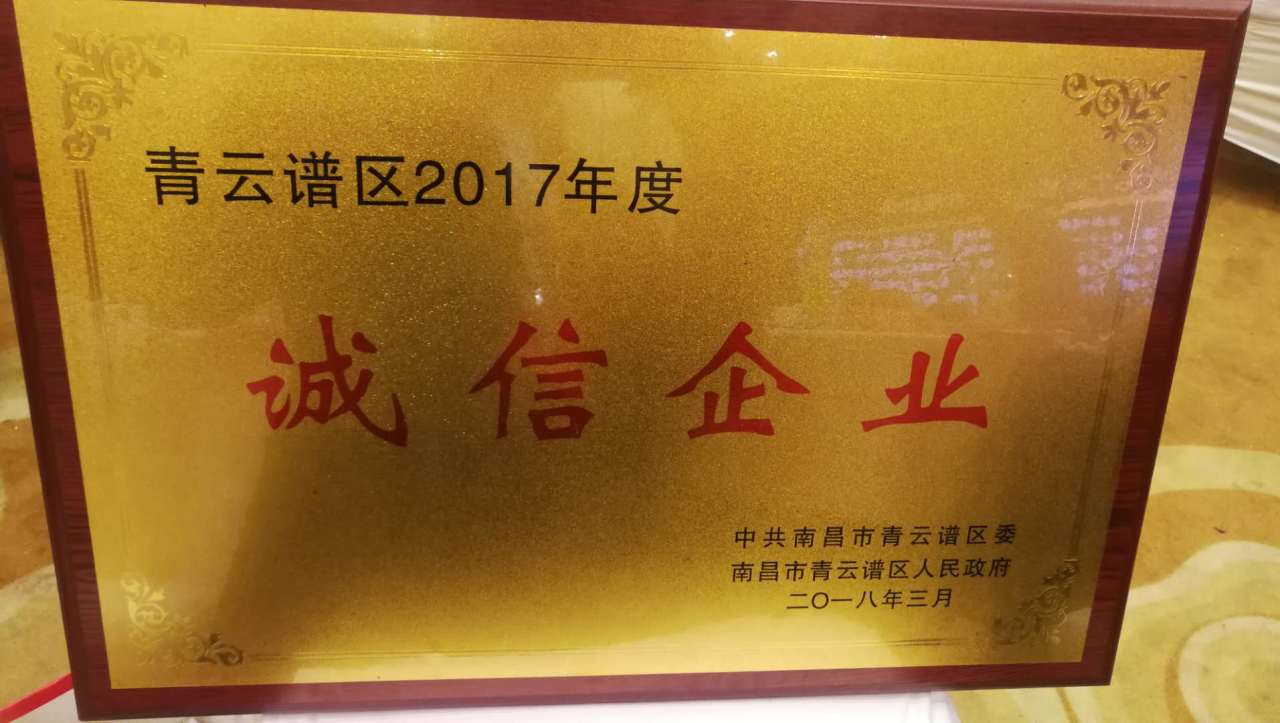 青云谱区2017年度
诚信企业
中共南昌市青云谱区委
南昌市青云谱区人民政府
二〇一八年三月